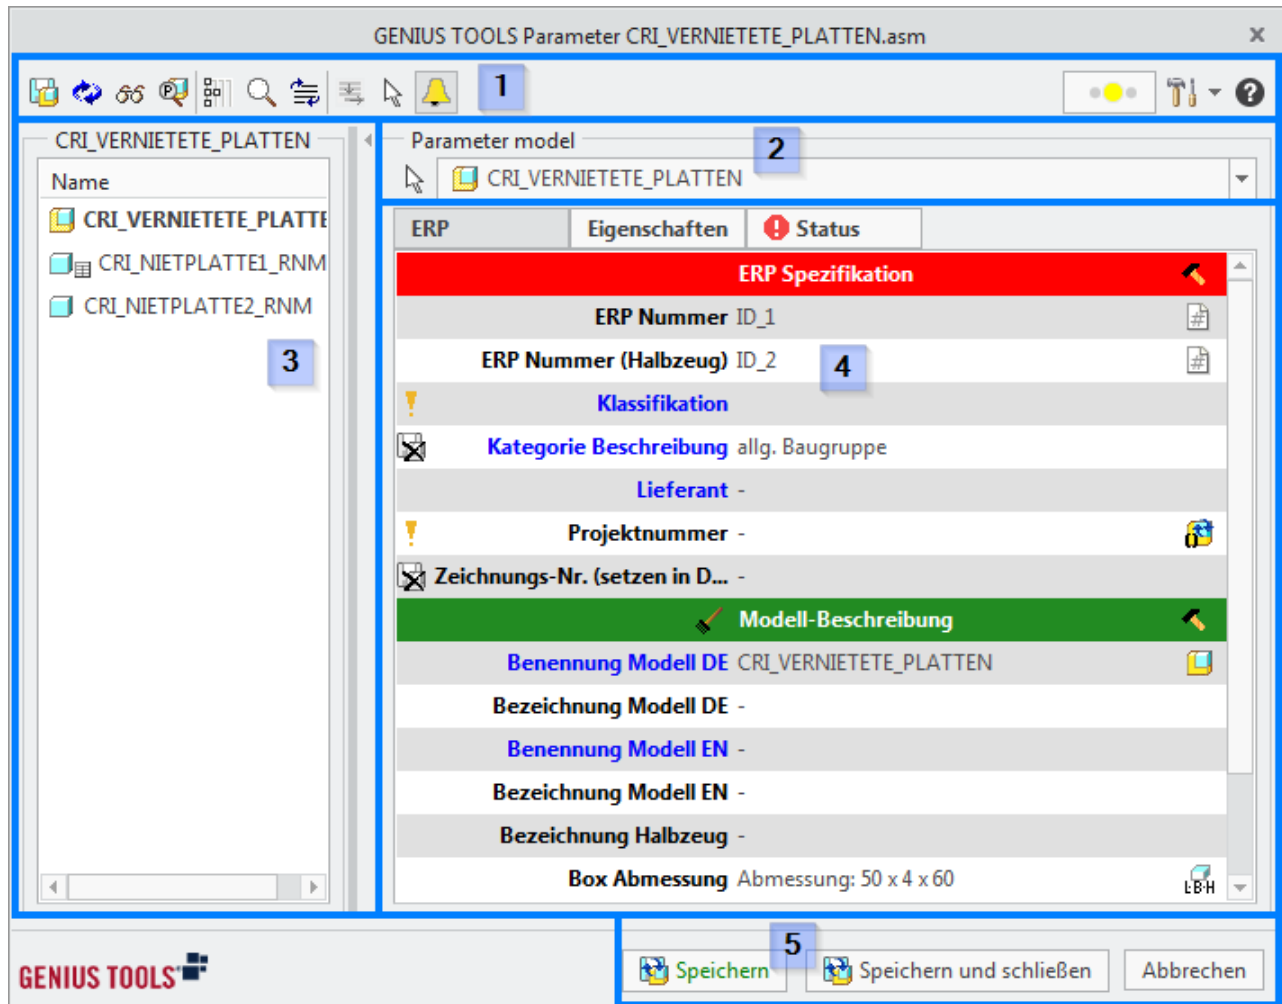 GENIUS TOOLS Parameter CRI_VERNIETETE_PLATTEN.asm
1
CRI_VERNIETETE_PLATTEN
Name
CRI_VERNIETETE_PLATTE
CRI_NIETPLATTE1_RNM
CRI_NIETPLATTE2_RNM
3
Parameter model
2
CRI_VERNIETETE_PLATTEN
ERP Eigenschaften Status
ERP Spezifikation
ERP Nummer ID_1
ERP Nummer (Halbzeug) ID_2
4
Klassifikation
Kategorie Beschreibung allg. Baugruppe
Lieferant -
Projektnummer -
Zeichnungs-Nr. (setzen in D... -
Modell-Beschreibung
Benennung Modell DE CRI_VERNIETETE_PLATTEN
Bezeichnung Modell DE -
Benennung Modell EN -
Bezeichnung Modell EN -
Bezeichnung Halbzeug -
Box Abmessung Abmessung: 50 x 4 x 60
L·B·H
5
GENIUS TOOLS
Speichern Speichern und schließen Abbrechen